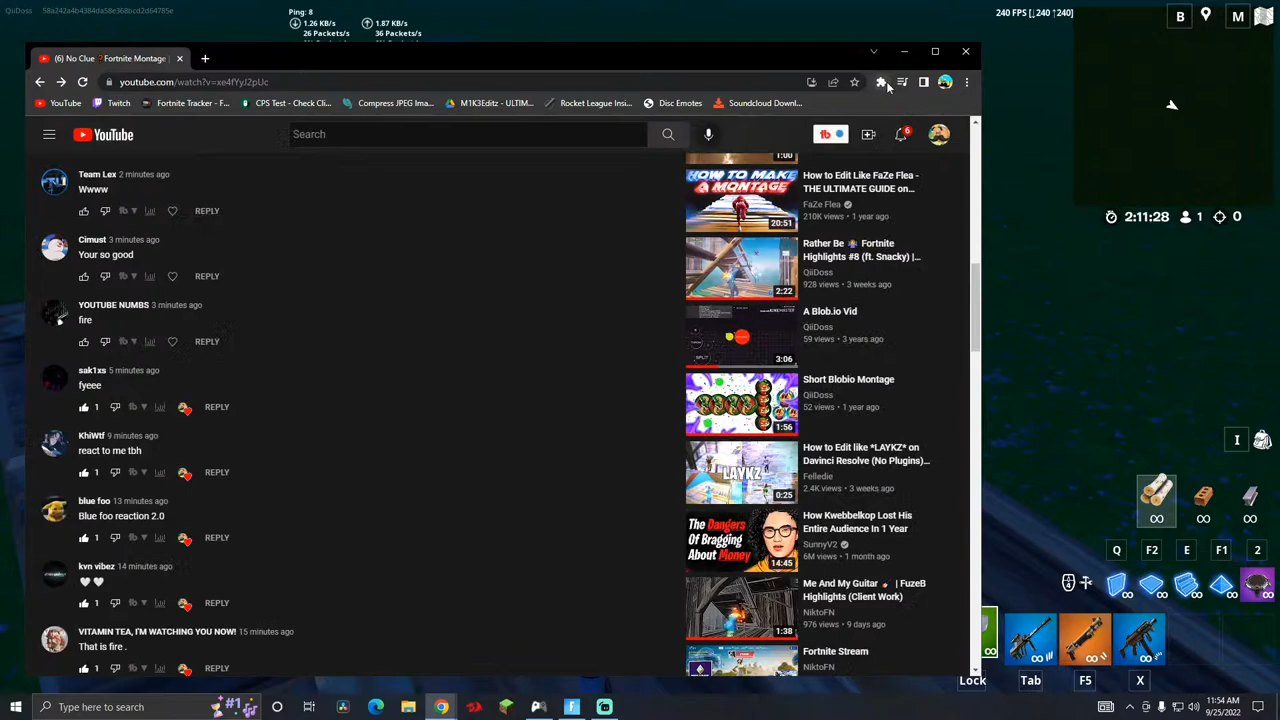 QiiDoss 58a242a4b4384da58e368bcd2d64785e
Ping: 8
1.26 KB/s 1.87 KB/s
26 Packets/s 36 Packets/s
240 FPS [↓240 ↑240]
B M
(6) No Clue ? Fortnite Montage |
youtube.com/watch?v=xe4fYyJ2pUc
YouTube Twitch Fortnite Tracker - F... CPS Test - Check Cli... Compress JPEG Ima... M1K3Editz - ULTIM... Rocket League Insi... Disc Emotes Soundcloud Downl...
YouTube Search tb 6
Team Lex 2 minutes ago
Wwww
REPLY
Cimust 3 minutes ago
Your so good
REPLY
TUBE NUMBS 3 minutes ago
fire
REPLY
sak1xs 5 minutes ago
fyeee
1 REPLY
KhiWtf 9 minutes ago
react to me tbh
1 REPLY
blue foo 13 minutes ago
Blue foo reaction 2.0
1 REPLY
kvn vibez 14 minutes ago
🤍🤍
1 REPLY
VITAMIN TEA, I'M WATCHING YOU NOW! 15 minutes ago
That is fire .
1 REPLY
1:00
HOW TO MAKE
A MONTAGE
20:51
How to Edit Like FaZe Flea -
THE ULTIMATE GUIDE on...
FaZe Flea
210K views • 1 year ago
2:22
Rather Be Fortnite
Highlights #8 (ft. Snacky) |...
QiiDoss
928 views • 3 weeks ago
SPLIT
3:06
A Blob.io Vid
QiiDoss
59 views • 3 years ago
1:56
Short Blobio Montage
QiiDoss
52 views • 1 year ago
LAYKZ
0:25
How to Edit like *LAYKZ* on
Davinci Resolve (No Plugins)...
Felledie
2.4K views • 3 weeks ago
The Dangers
Of Bragging
About Money
14:45
How Kwebbelkop Lost His
Entire Audience In 1 Year
SunnyV2
6M views • 1 month ago
1:38
Me And My Guitar | FuzeB
Highlights (Client Work)
NiktoFN
976 views • 9 days ago
Fortnite Stream
NiktoFN
2:11:28 1 0
I
∞ ∞ ∞
4 Q F2 E F1 2
∞ ∞ ∞ ∞ ∞
∞ ∞ ∞
Lock Tab F5 X
Type here to search #1
11:54 AM
9/25/2022